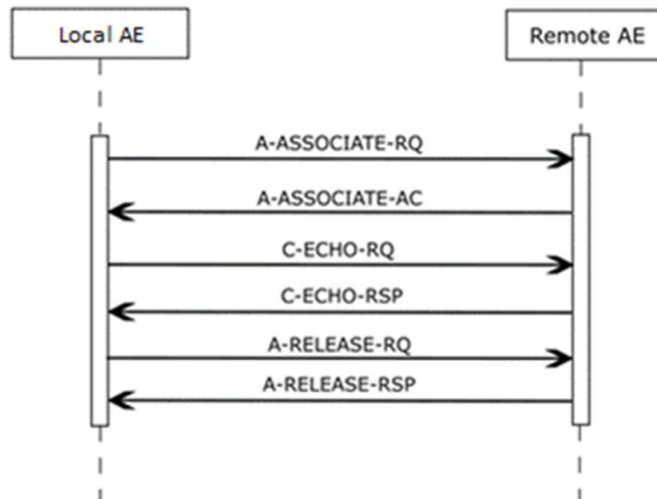 Local AE
Remote AE
A-ASSOCIATE-RQ
A-ASSOCIATE-AC
C-ECHO-RQ
C-ECHO-RSP
A-RELEASE-RQ
A-RELEASE-RSP